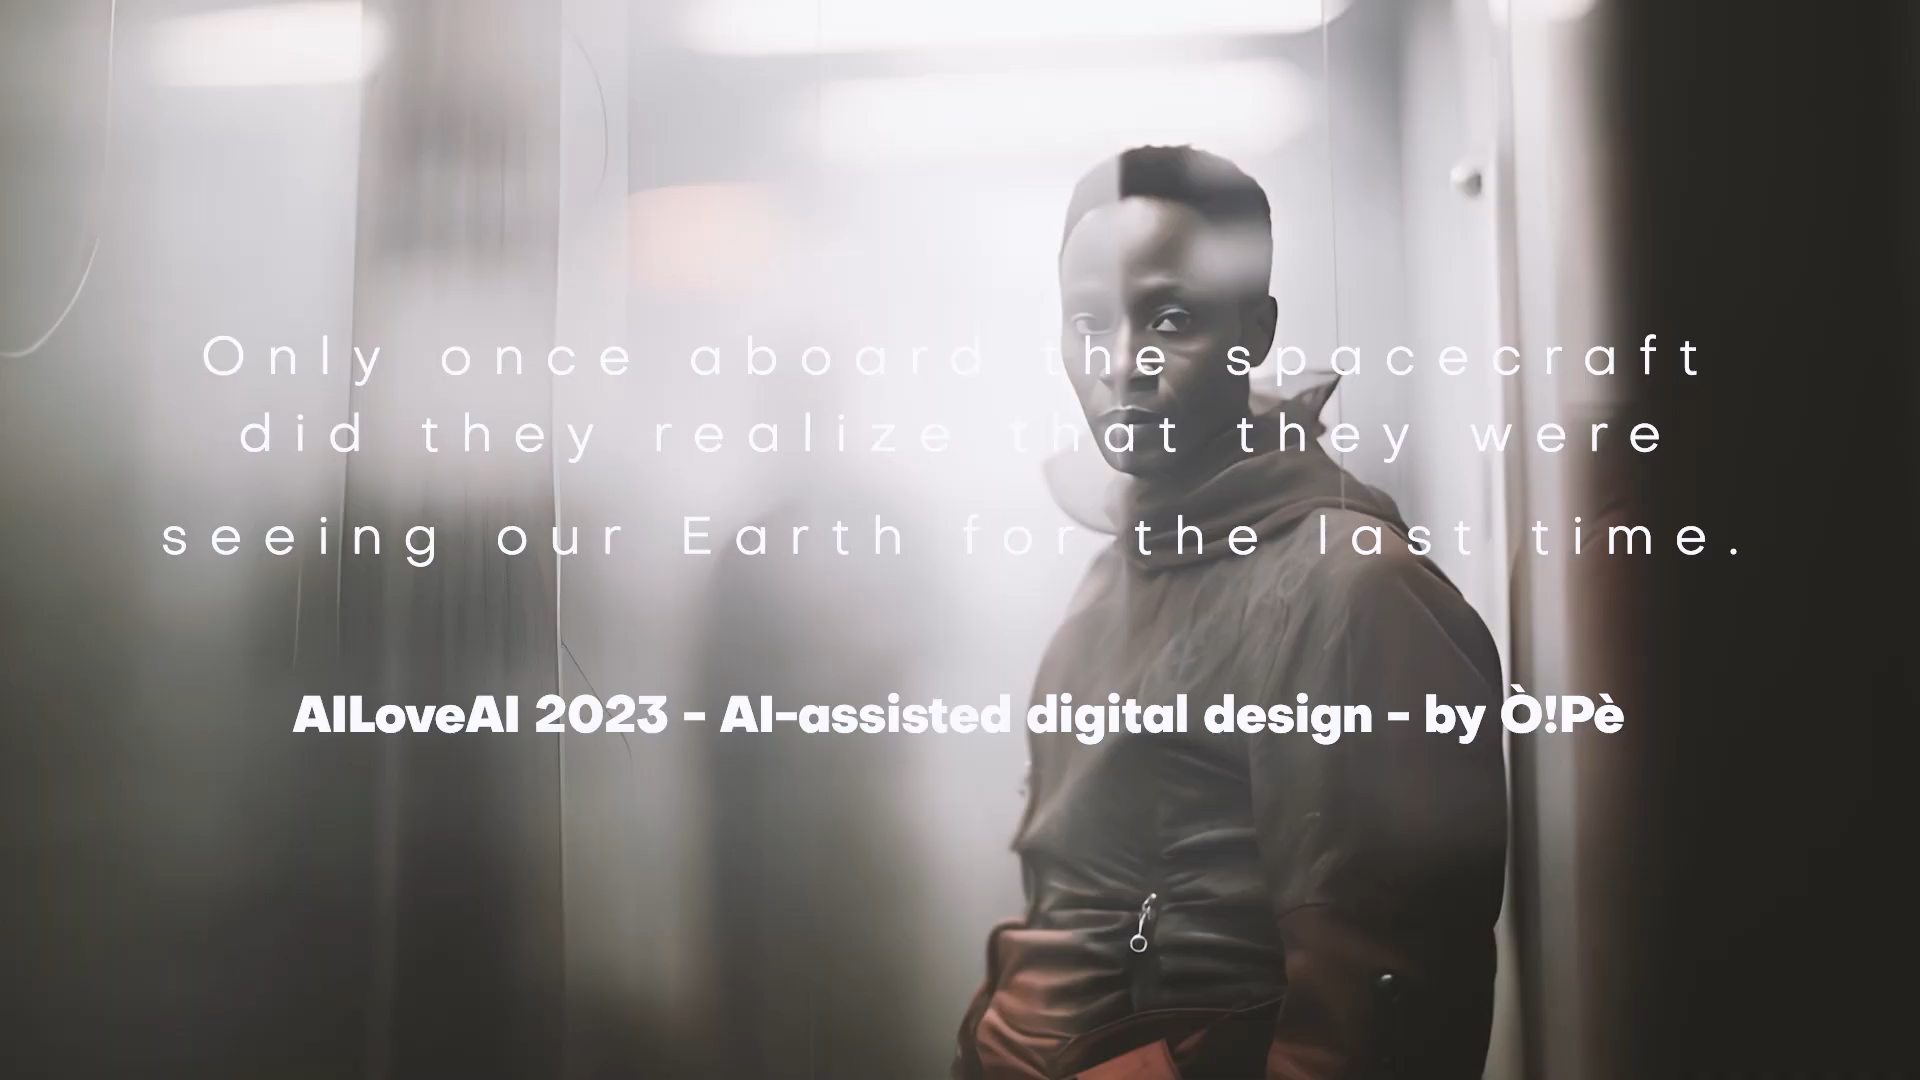 Only once aboard the spacecraft
did they realize that they were
seeing our Earth for the last time.
AILoveAI 2023 - AI-assisted digital design - by Ò!Pè